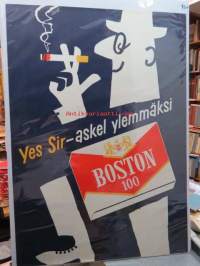 Yes Sir-askel ylemmäksi
BOSTON
100